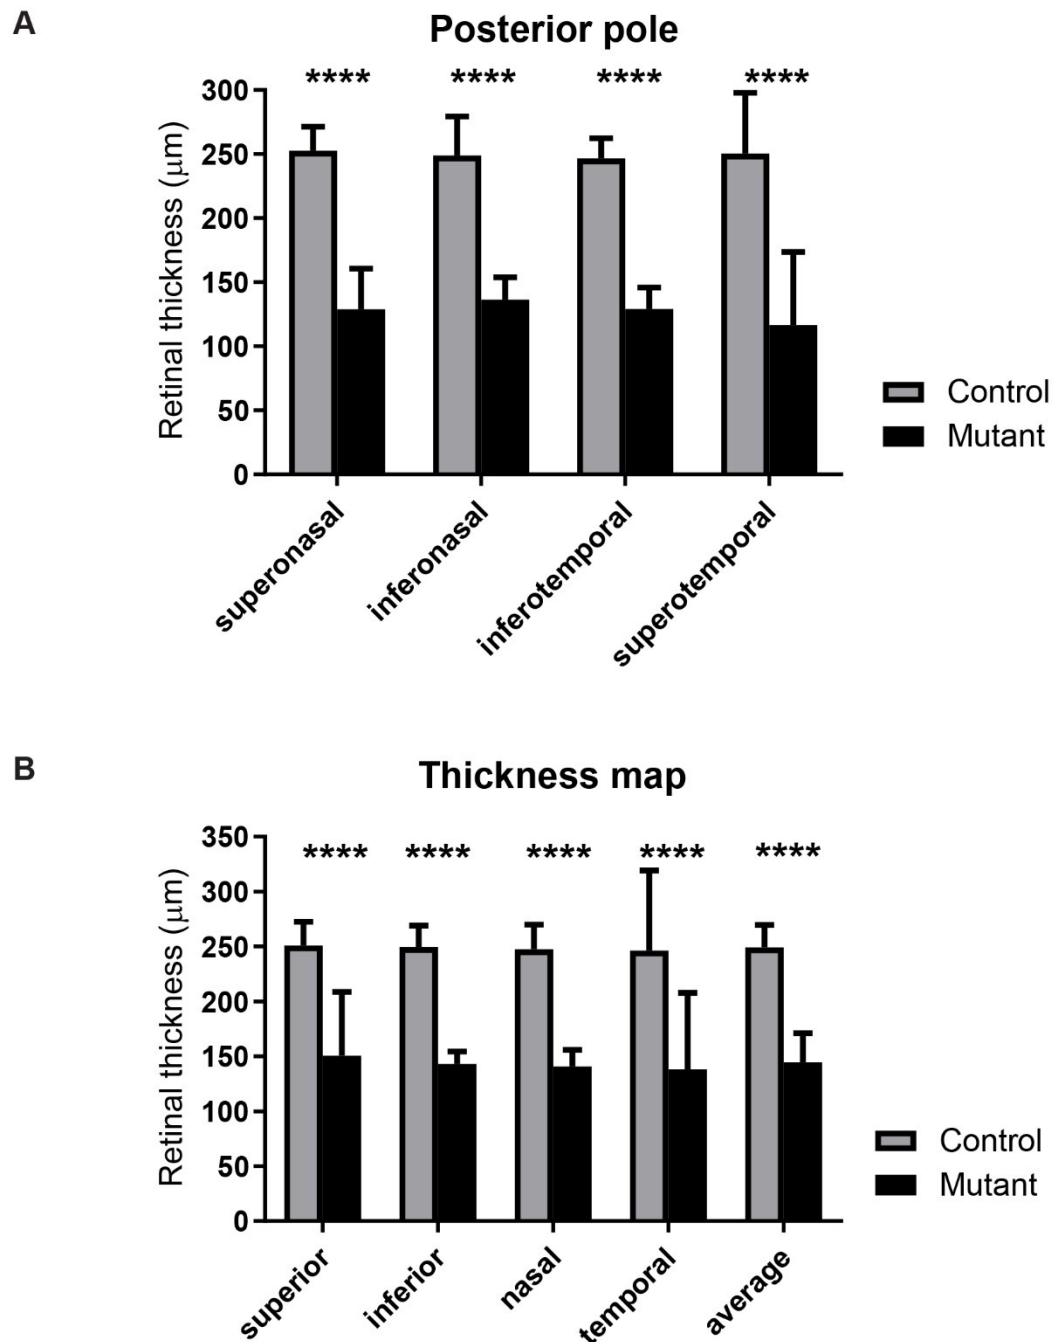 A
Posterior pole
**** **** **** ****
300
250
200
150
100
50
0
Retinal thickness (μm)
superonasal
inferonasal
inferotemporal
superotemporal
Control
Mutant
B
Thickness map
**** **** **** **** ****
350
300
250
200
150
100
50
0
Retinal thickness (μm)
superior
inferior
nasal
temporal
average
Control
Mutant